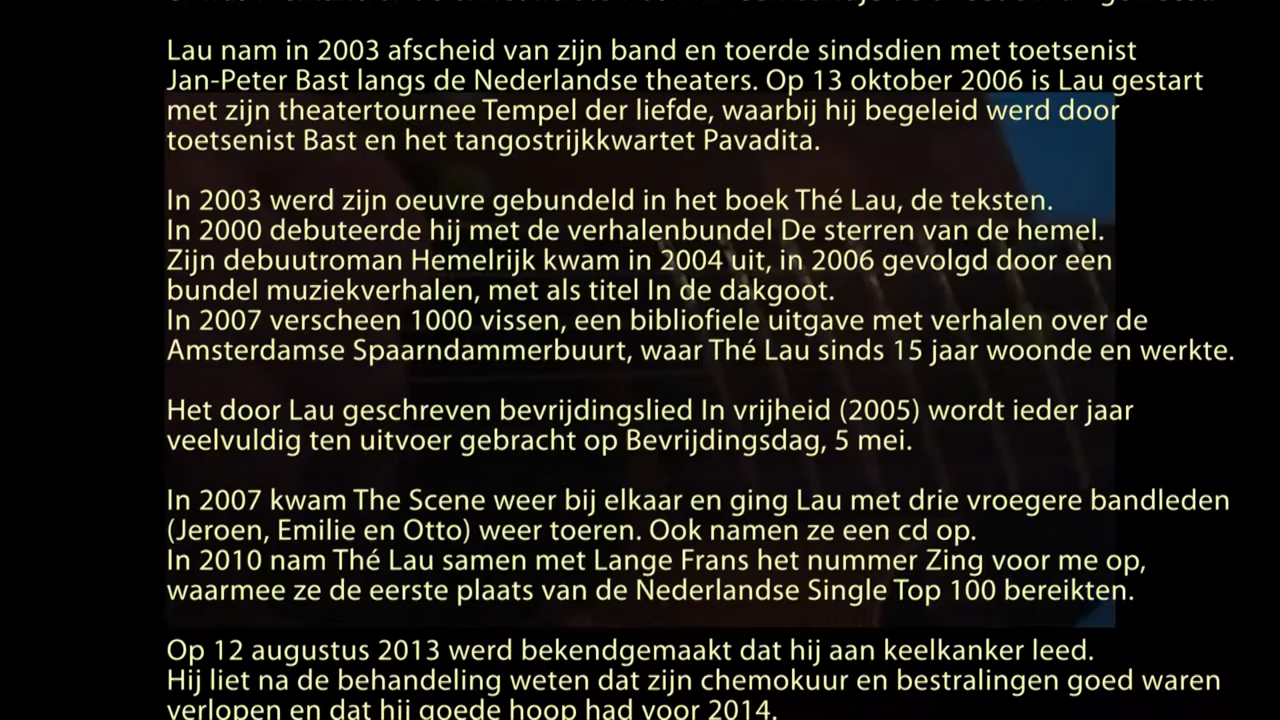 Lau nam in 2003 afscheid van zijn band en toerde sindsdien met toetsenist
Jan-Peter Bast langs de Nederlandse theaters. Op 13 oktober 2006 is Lau gestart
met zijn theatertournee Tempel der liefde, waarbij hij begeleid werd door
toetsenist Bast en het tangostrijkkwartet Pavadita.
In 2003 werd zijn oeuvre gebundeld in het boek Thé Lau, de teksten.
In 2000 debuteerde hij met de verhalenbundel De sterren van de hemel.
Zijn debuutroman Hemelrijk kwam in 2004 uit, in 2006 gevolgd door een
bundel muziekverhalen, met als titel In de dakgoot.
In 2007 verscheen 1000 vissen, een bibliofiele uitgave met verhalen over de
Amsterdamse Spaarndammerbuurt, waar Thé Lau sinds 15 jaar woonde en werkte.
Het door Lau geschreven bevrijdingslied In vrijheid (2005) wordt ieder jaar
veelvuldig ten uitvoer gebracht op Bevrijdingsdag, 5 mei.
In 2007 kwam The Scene weer bij elkaar en ging Lau met drie vroegere bandleden
(Jeroen, Emilie en Otto) weer toeren. Ook namen ze een cd op.
In 2010 nam Thé Lau samen met Lange Frans het nummer Zing voor me op,
waarmee ze de eerste plaats van de Nederlandse Single Top 100 bereikten.
Op 12 augustus 2013 werd bekendgemaakt dat hij aan keelkanker leed.
Hij liet na de behandeling weten dat zijn chemokuur en bestralingen goed waren
verlopen en dat hij goede hoop had voor 2014.